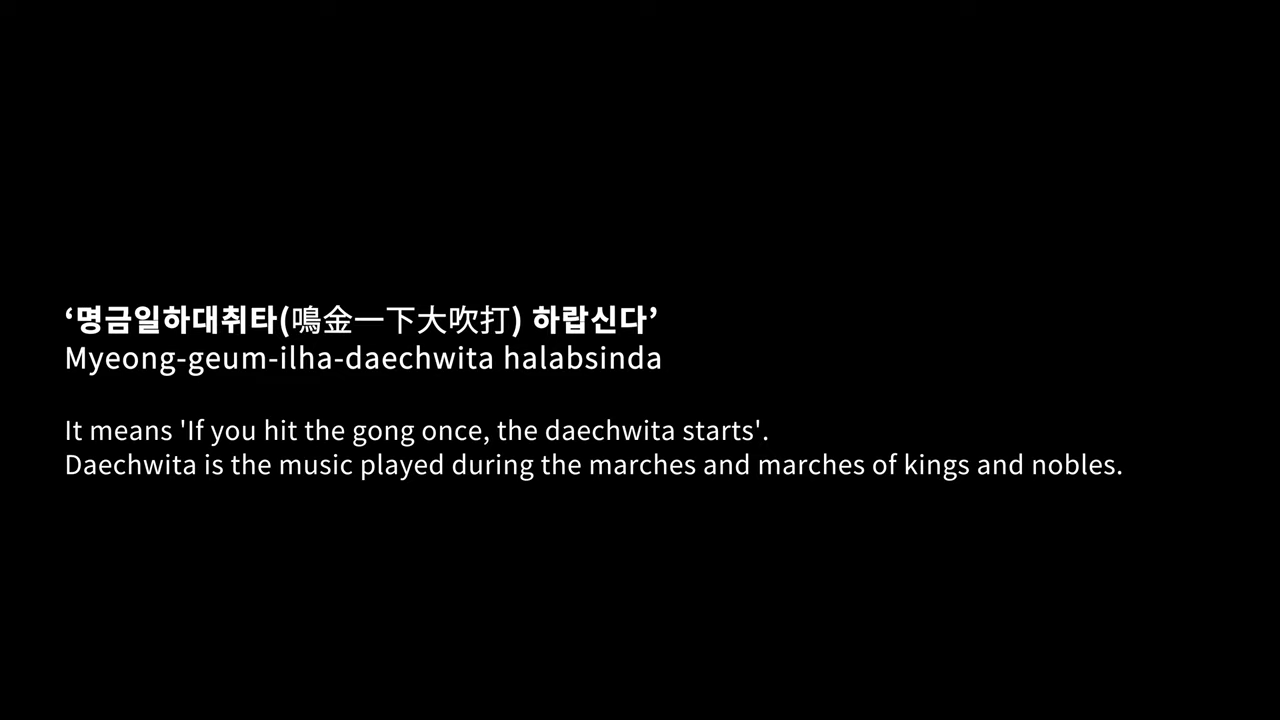 ‘명금일하대취타(鳴金一下大吹打) 하랍신다’
Myeong-geum-ilha-daechwita halabsinda
It means 'If you hit the gong once, the daechwita starts'.
Daechwita is the music played during the marches and marches of kings and nobles.